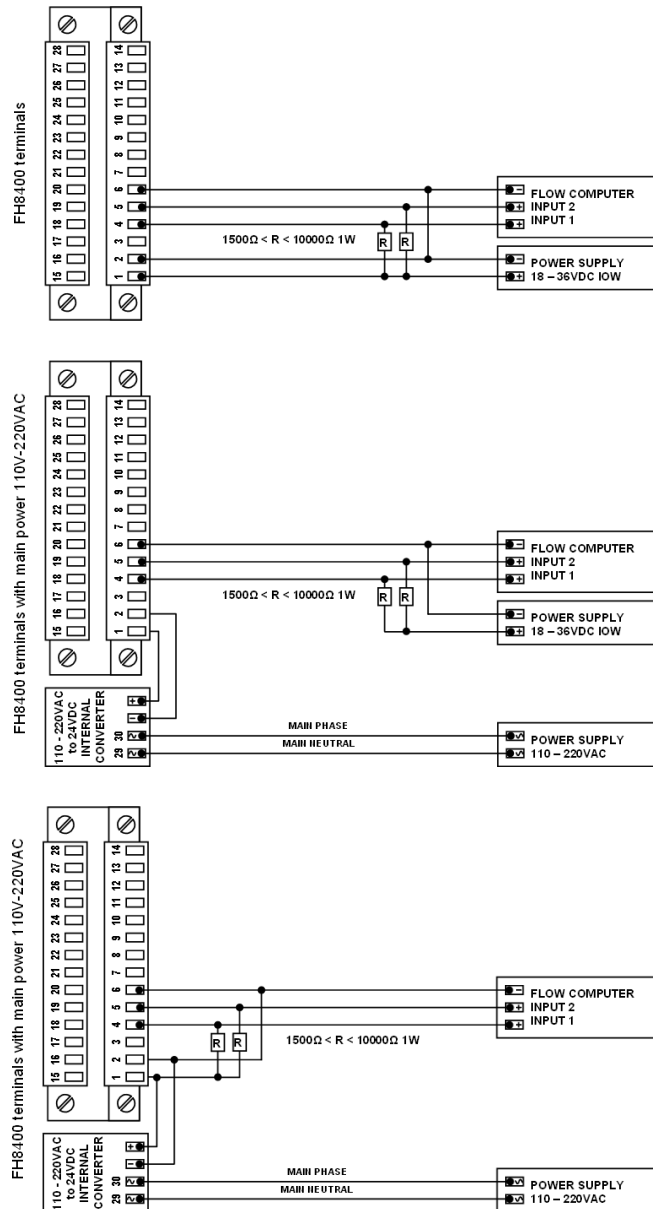 FH8400 terminals
28 14
27 13
26 12
25 11
24 10
23 9
22 8
21 7
20 6
19 5
18 4
17 3
16 2
15 1
1500Ω < R < 10000Ω 1W
R R
- FLOW COMPUTER
+ INPUT 2
+ INPUT 1
- POWER SUPPLY
+ 18 – 36VDC IOW
FH8400 terminals with main power 110V-220VAC
28 14
27 13
26 12
25 11
24 10
23 9
22 8
21 7
20 6
19 5
18 4
17 3
16 2
15 1
1500Ω < R < 10000Ω 1W
R R
- FLOW COMPUTER
+ INPUT 2
+ INPUT 1
- POWER SUPPLY
+ 18 – 36VDC IOW
110 - 220VAC
to 24VDC
INTERNAL
CONVERTER
+
-
30 ~
29 ~
MAIN PHASE
MAIN NEUTRAL
~ POWER SUPPLY
~ 110 – 220VAC
FH8400 terminals with main power 110V-220VAC
28 14
27 13
26 12
25 11
24 10
23 9
22 8
21 7
20 6
19 5
18 4
17 3
16 2
15 1
R R
1500Ω < R < 10000Ω 1W
- FLOW COMPUTER
+ INPUT 2
+ INPUT 1
110 - 220VAC
to 24VDC
INTERNAL
CONVERTER
+
-
30 ~
29 ~
MAIN PHASE
MAIN NEUTRAL
~ POWER SUPPLY
~ 110 – 220VAC